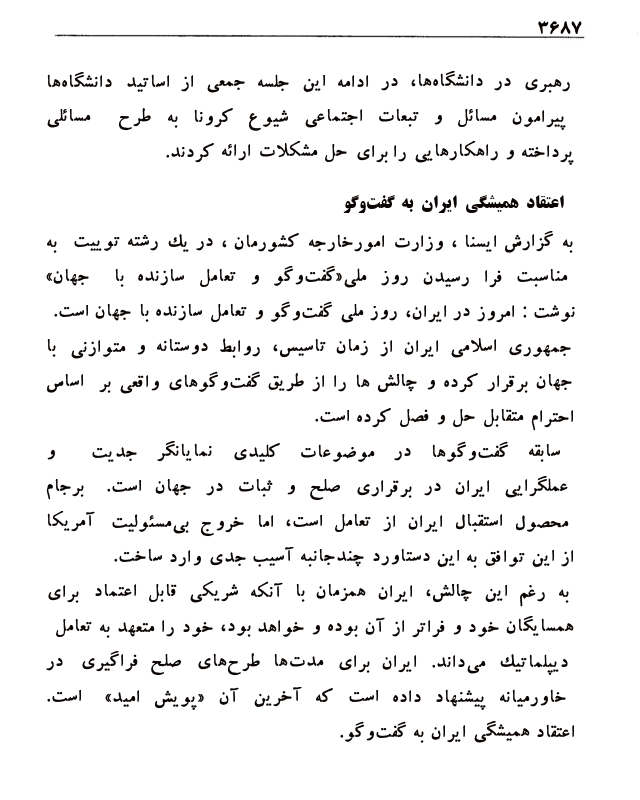 ۳۶۸۷
رهبری در دانشگاه‌ها، در ادامه این جلسه جمعی از اساتید دانشگاه‌ها
پیرامون مسائل و تبعات اجتماعی شیوع کرونا به طرح مسائلی
پرداخته و راهکارهایی را برای حل مشکلات ارائه کردند.
اعتقاد همیشگی ایران به گفت‌وگو
به گزارش ایسنا ، وزارت امورخارجه کشورمان ، در یك رشته توییت به
مناسبت فرا رسیدن روز ملی«گفت‌وگو و تعامل سازنده با جهان»
نوشت : امروز در ایران، روز ملی گفت‌وگو و تعامل سازنده با جهان است.
جمهوری اسلامی ایران از زمان تاسیس، روابط دوستانه و متوازنی با
جهان برقرار کرده و چالش ها را از طریق گفت‌وگوهای واقعی بر اساس
احترام متقابل حل و فصل کرده است.
سابقه گفت‌وگوها در موضوعات کلیدی نمایانگر جدیت و
عملگرایی ایران در برقراری صلح و ثبات در جهان است. برجام
محصول استقبال ایران از تعامل است، اما خروج بی‌مسئولیت آمریکا
از این توافق به این دستاورد چندجانبه آسیب جدی وارد ساخت.
به رغم این چالش، ایران همزمان با آنکه شریکی قابل اعتماد برای
همسایگان خود و فراتر از آن بوده و خواهد بود، خود را متعهد به تعامل
دیپلماتیك می‌داند. ایران برای مدت‌ها طرح‌های صلح فراگیری در
خاورمیانه پیشنهاد داده است که آخرین آن «پویش امید» است.
اعتقاد همیشگی ایران به گفت‌وگو.